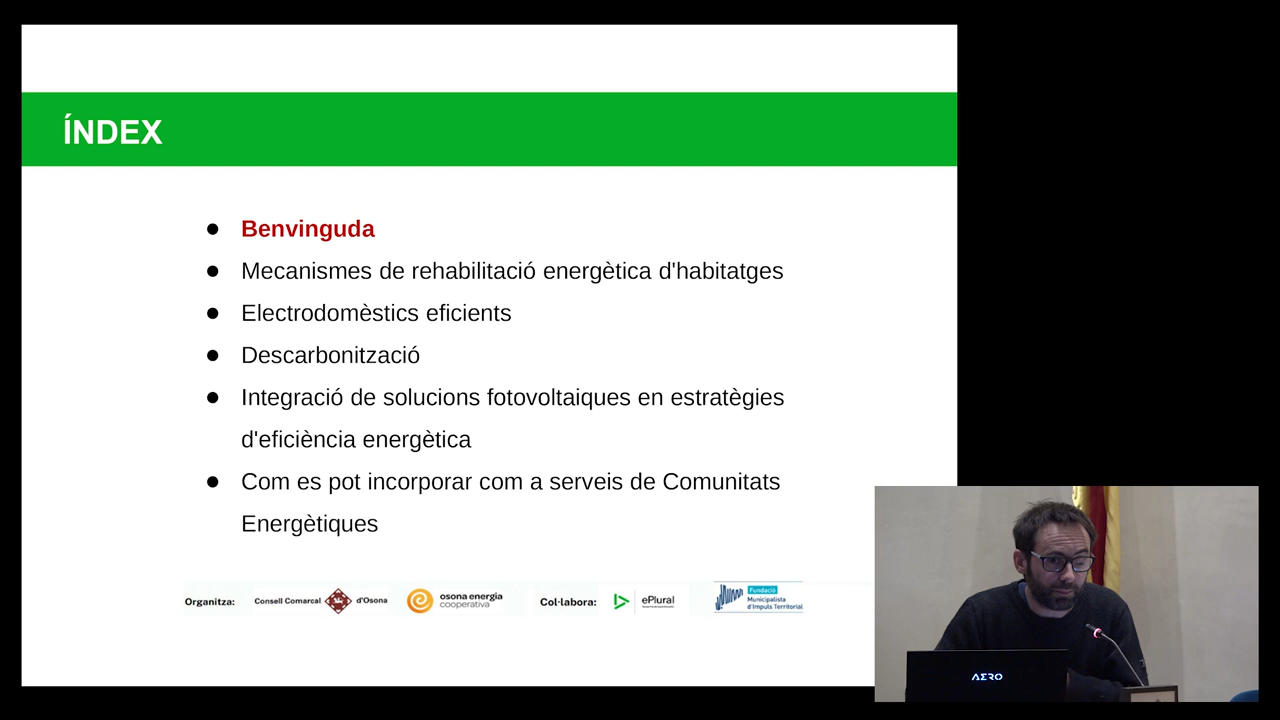 ÍNDEX
● Benvinguda
● Mecanismes de rehabilitació energètica d'habitatges
● Electrodomèstics eficients
● Descarbonització
● Integració de solucions fotovoltaiques en estratègies
d'eficiència energètica
● Com es pot incorporar com a serveis de Comunitats
Energètiques
Organitza: Consell Comarcal d'Osona osona energia cooperativa Col·labora: ePlural Fundació Municipalista d'Impuls Territorial
AERO